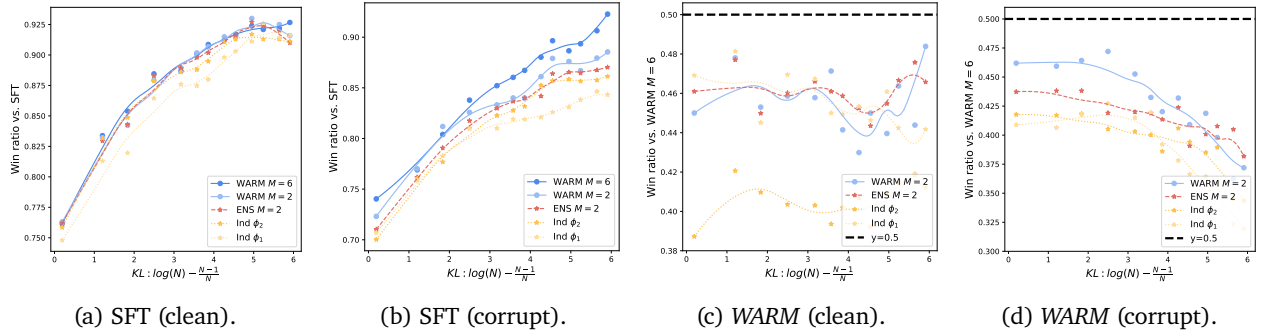 Win ratio vs. SFT
0.925
0.900
0.875
0.850
0.825
0.800
0.775
0.750
WARM M = 6
WARM M = 2
ENS M = 2
Ind ϕ₂
Ind ϕ₁
0 1 2 3 4 5 6
KL : log(N) − (N−1)/N
(a) SFT (clean).
Win ratio vs. SFT
0.90
0.85
0.80
0.75
0.70
WARM M = 6
WARM M = 2
ENS M = 2
Ind ϕ₂
Ind ϕ₁
0 1 2 3 4 5 6
KL : log(N) − (N−1)/N
(b) SFT (corrupt).
Win ratio vs. WARM M = 6
0.50
0.48
0.46
0.44
0.42
0.40
0.38
WARM M = 2
ENS M = 2
Ind ϕ₂
Ind ϕ₁
y=0.5
0 1 2 3 4 5 6
KL : log(N) − (N−1)/N
(c) WARM (clean).
Win ratio vs. WARM M = 6
0.500
0.475
0.450
0.425
0.400
0.375
0.350
0.325
0.300
WARM M = 2
ENS M = 2
Ind ϕ₂
Ind ϕ₁
y=0.5
0 1 2 3 4 5 6
KL : log(N) − (N−1)/N
(d) WARM (corrupt).